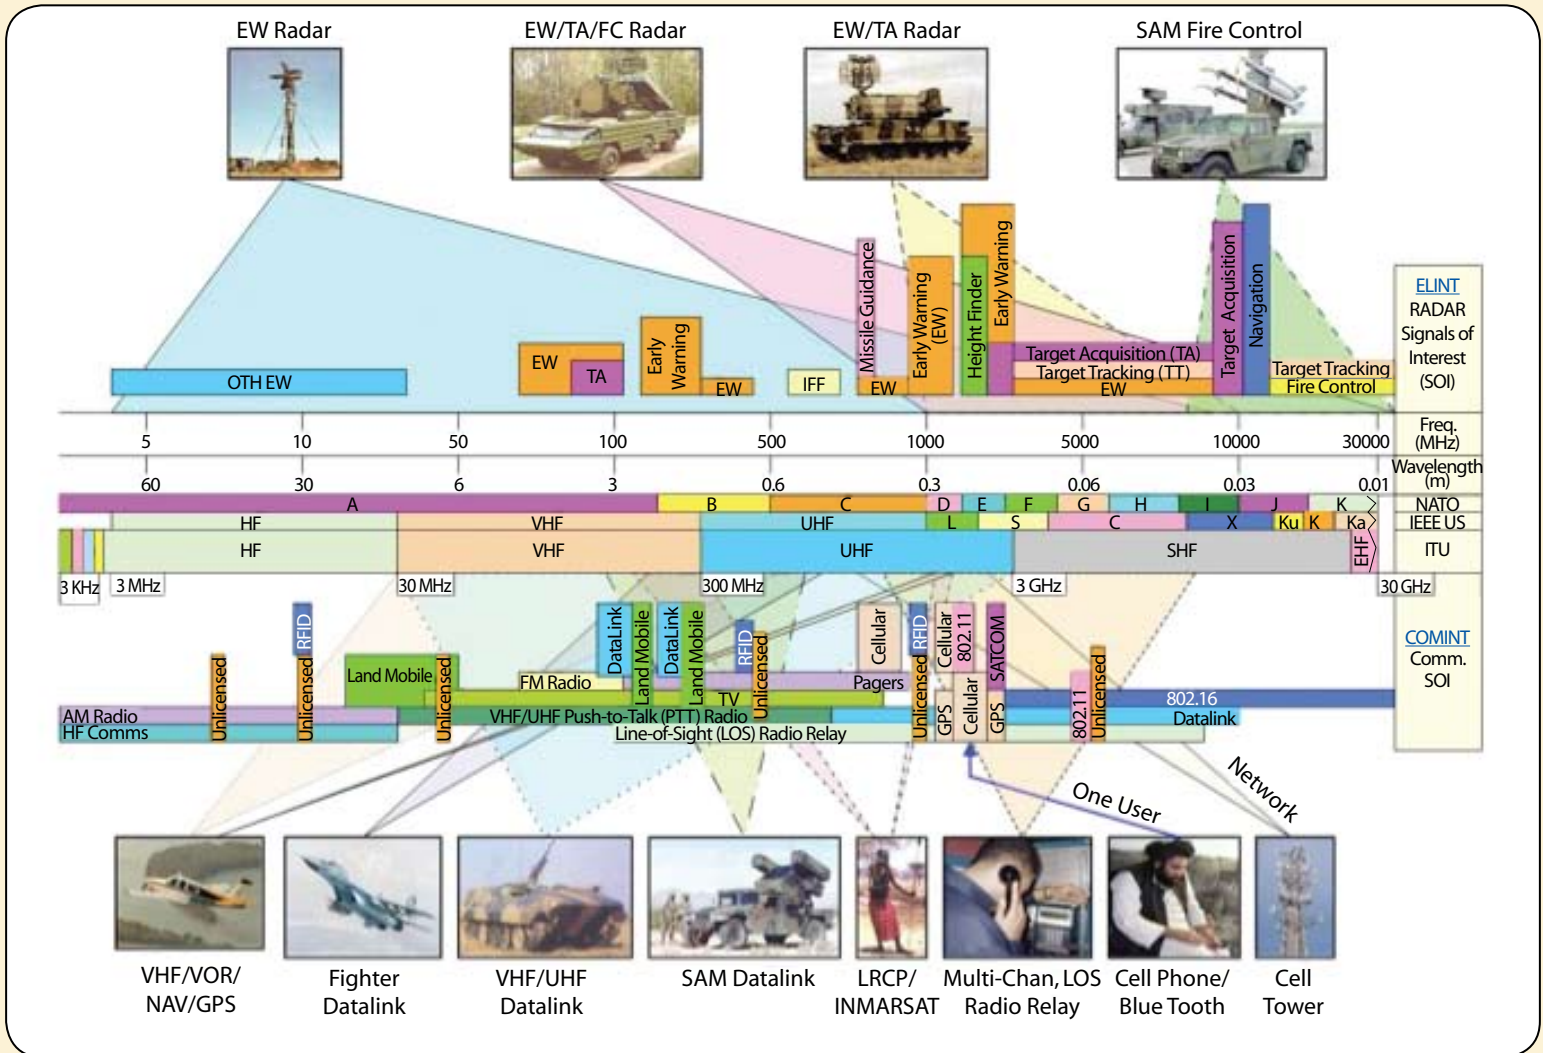 EW Radar
EW/TA/FC Radar
EW/TA Radar
SAM Fire Control
OTH EW
EW
TA
Early
Warning
EW
IFF
Missile Guidance
EW
Early Warning
(EW)
Height Finder
Early Warning
Target Acquisition (TA)
Target Tracking (TT)
EW
Target Acquisition
Navigation
Target Tracking
Fire Control
ELINT
RADAR
Signals of
Interest
(SOI)
5 10 50 100 500 1000 5000 10000 30000
Freq.
(MHz)
60 30 6 3 0.6 0.3 0.06 0.03 0.01
Wavelength
(m)
A B C D E F G H I J K
NATO
HF VHF UHF L S C X Ku K Ka
IEEE US
HF VHF UHF SHF EHF
ITU
3 KHz 3 MHz 30 MHz 300 MHz 3 GHz 30 GHz
Unlicensed
RFID
Unlicensed
Land Mobile
Unlicensed
FM Radio
DataLink
Land Mobile
DataLink
Land Mobile
RFID
Unlicensed
TV
Pagers
Cellular
RFID
Unlicensed
Cellular
802.11
GPS
Cellular
SATCOM
GPS
802.11
Unlicensed
802.16
AM Radio
VHF/UHF Push-to-Talk (PTT) Radio
Datalink
HF Comms
Line-of-Sight (LOS) Radio Relay
COMINT
Comm.
SOI
One User
Network
VHF/VOR/
NAV/GPS
Fighter
Datalink
VHF/UHF
Datalink
SAM Datalink
LRCP/
INMARSAT
Multi-Chan, LOS
Radio Relay
Cell Phone/
Blue Tooth
Cell
Tower